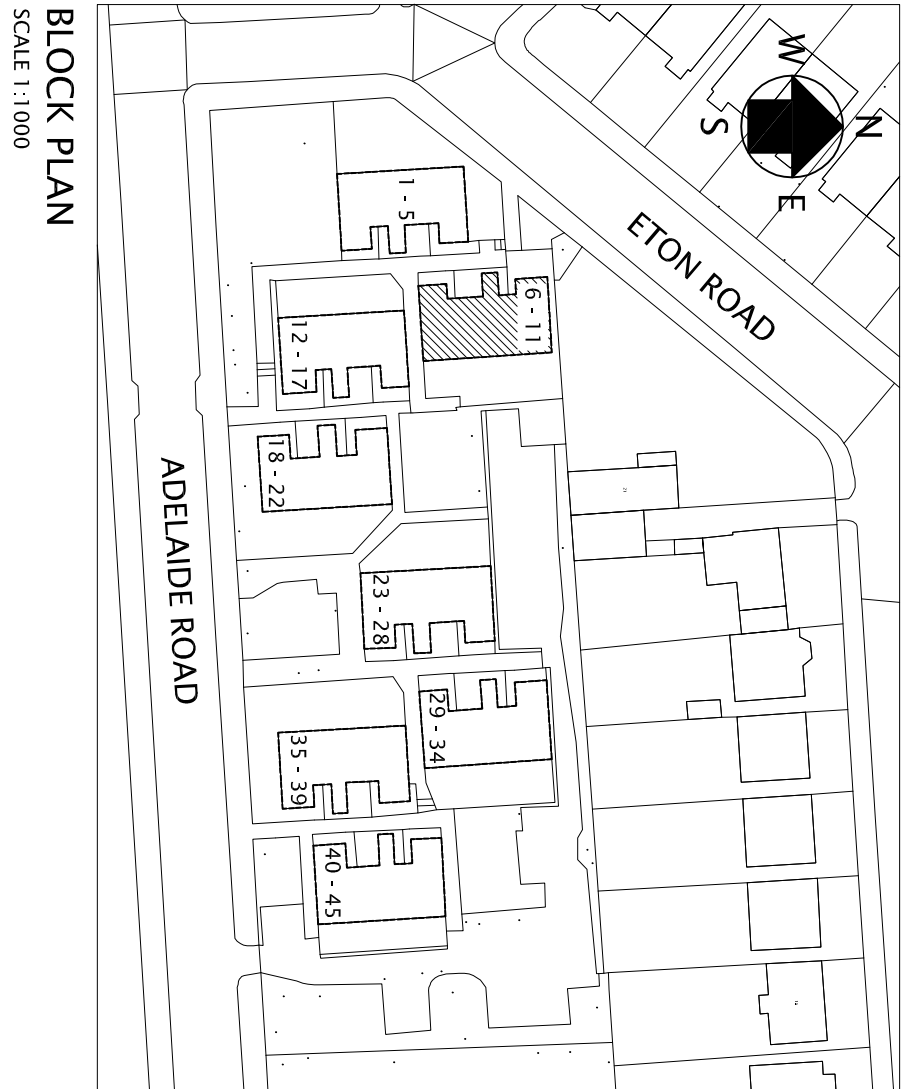 BLOCK PLAN
SCALE 1:1000
W
N
S
E
ETON ROAD
ADELAIDE ROAD
1 - 5
6 - 11
12 - 17
18 - 22
23 - 28
29 - 34
35 - 39
40 - 45